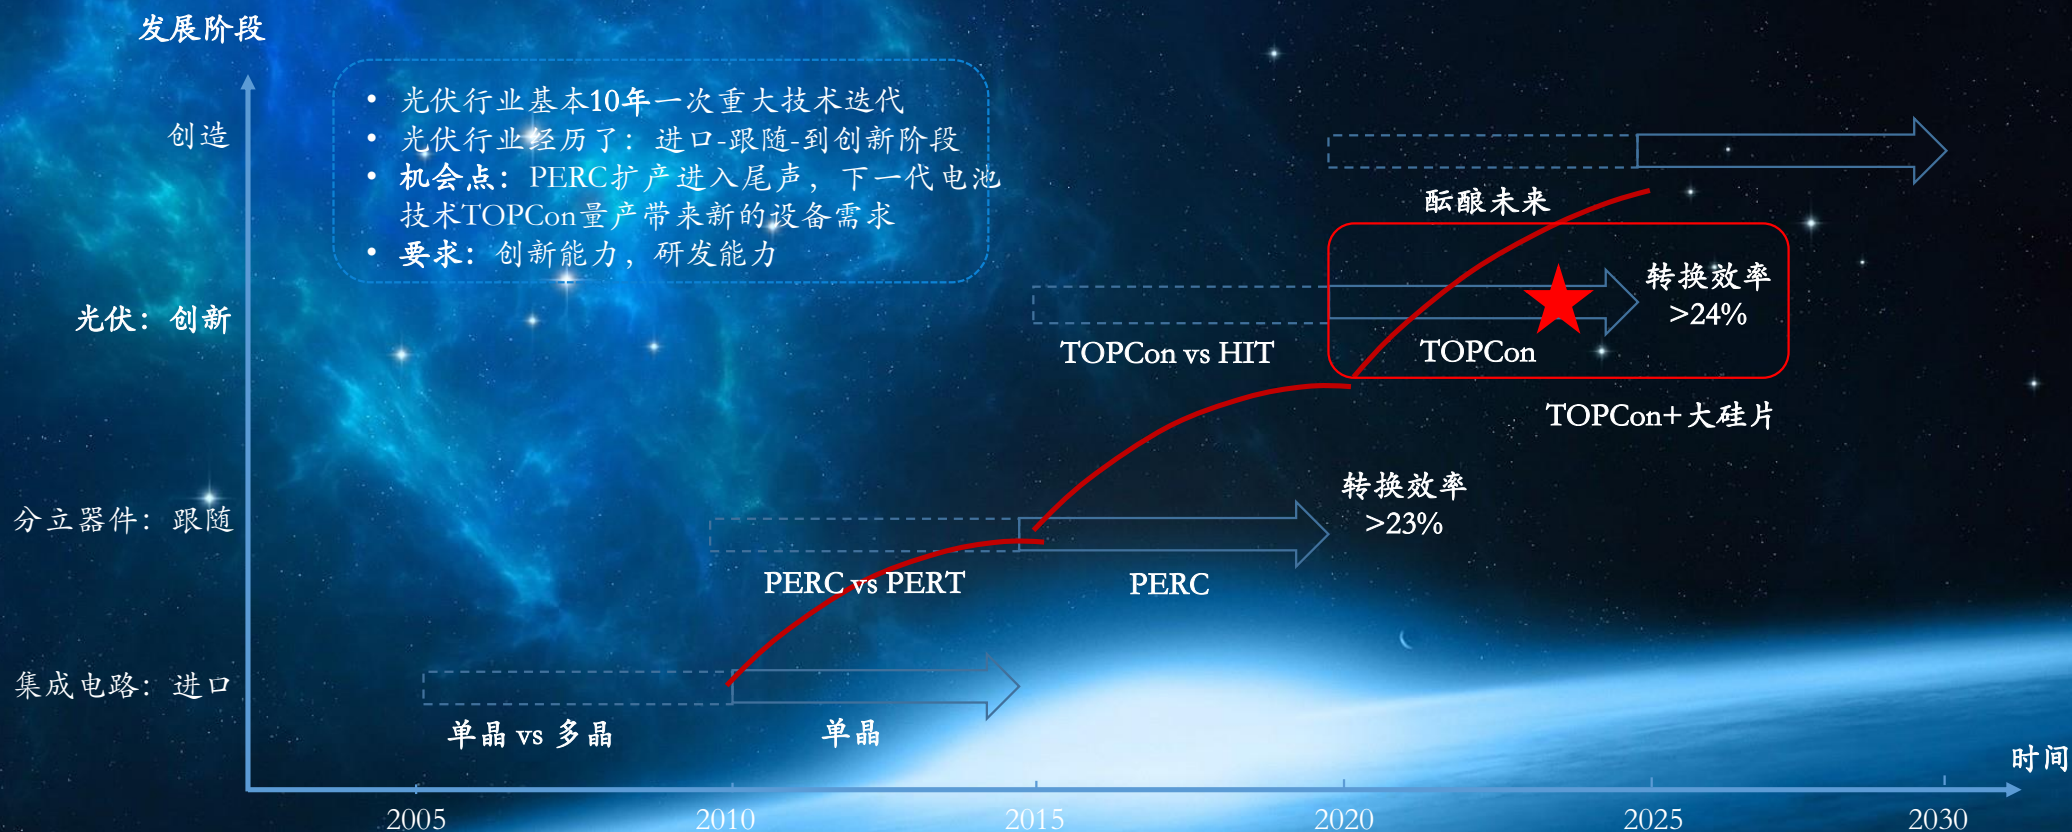 发展阶段
• 光伏行业基本10年一次重大技术迭代
• 光伏行业经历了：进口-跟随-到创新阶段
• 机会点：PERC扩产进入尾声，下一代电池
技术TOPCon量产带来新的设备需求
• 要求：创新能力，研发能力
创造
酝酿未来
光伏：创新
转换效率
>24%
TOPCon vs HIT
TOPCon
TOPCon+大硅片
转换效率
>23%
分立器件：跟随
PERC vs PERT
PERC
集成电路：进口
单晶 vs 多晶
单晶
时间
2005
2010
2015
2020
2025
2030